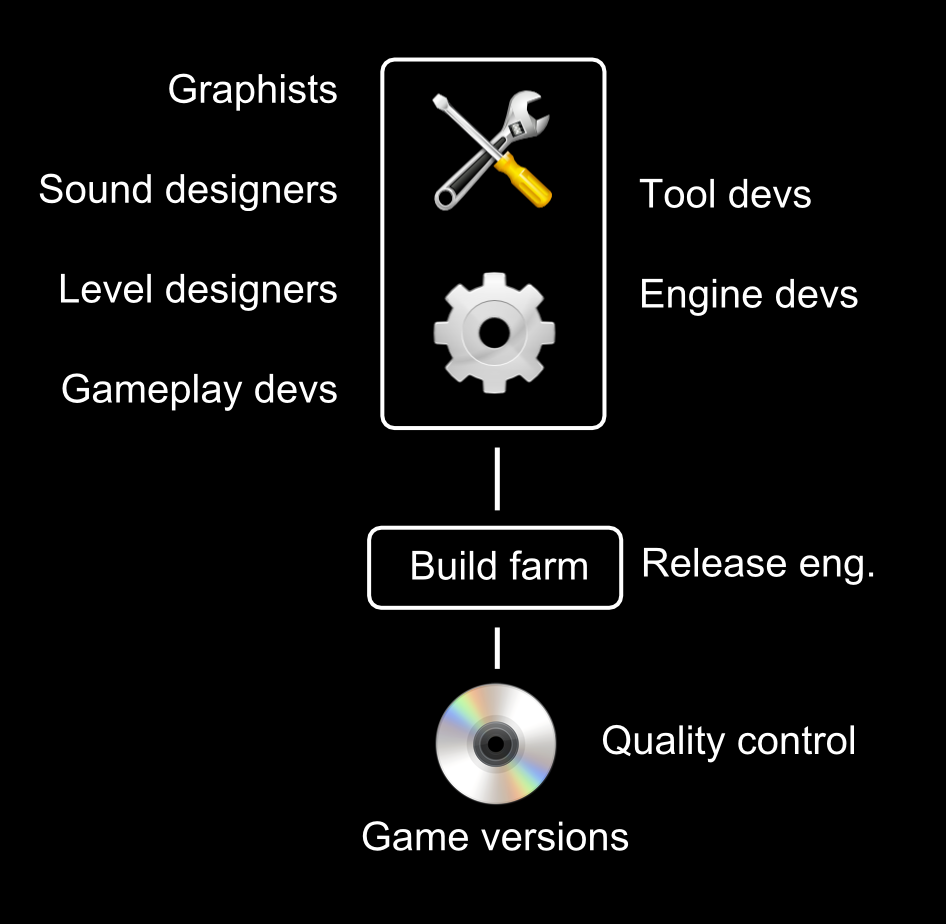 Graphists
Sound designers
Level designers
Gameplay devs
Tool devs
Engine devs
Build farm
Release eng.
Quality control
Game versions